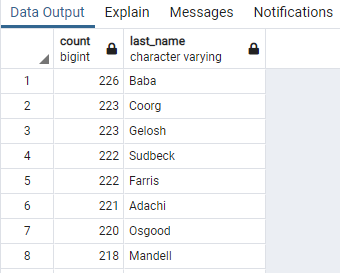 Data Output Explain Messages Notifications
count last_name
bigint character varying
1 226 Baba
2 223 Coorg
3 223 Gelosh
4 222 Sudbeck
5 222 Farris
6 221 Adachi
7 220 Osgood
8 218 Mandell